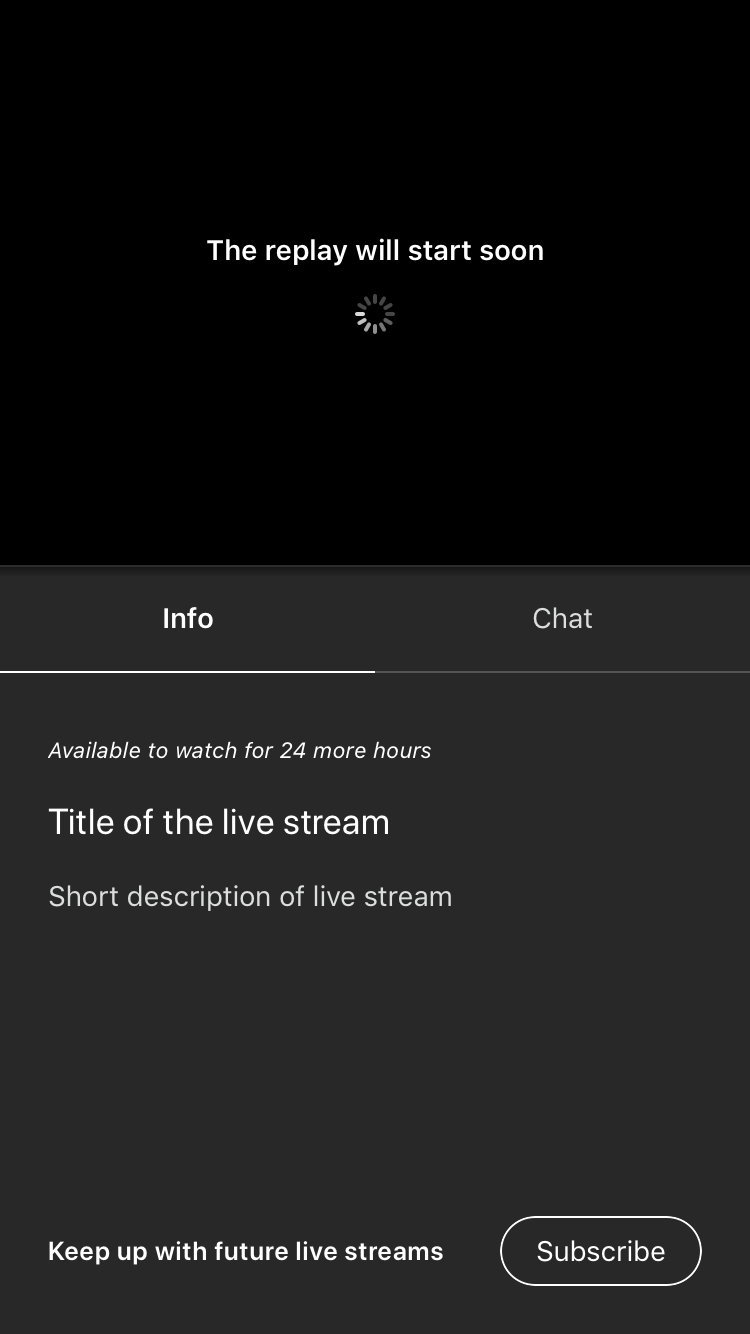 The replay will start soon
Info
Chat
Available to watch for 24 more hours
Title of the live stream
Short description of live stream
Keep up with future live streams
Subscribe